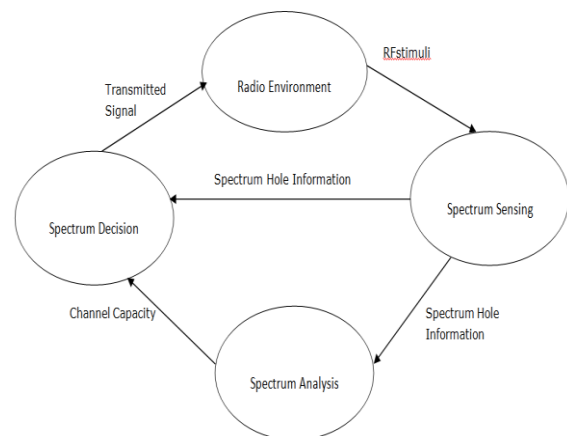 RFstimuli
Radio Environment
Transmitted
Signal
Spectrum Hole Information
Spectrum Sensing
Spectrum Decision
Channel Capacity
Spectrum Hole
Information
Spectrum Analysis